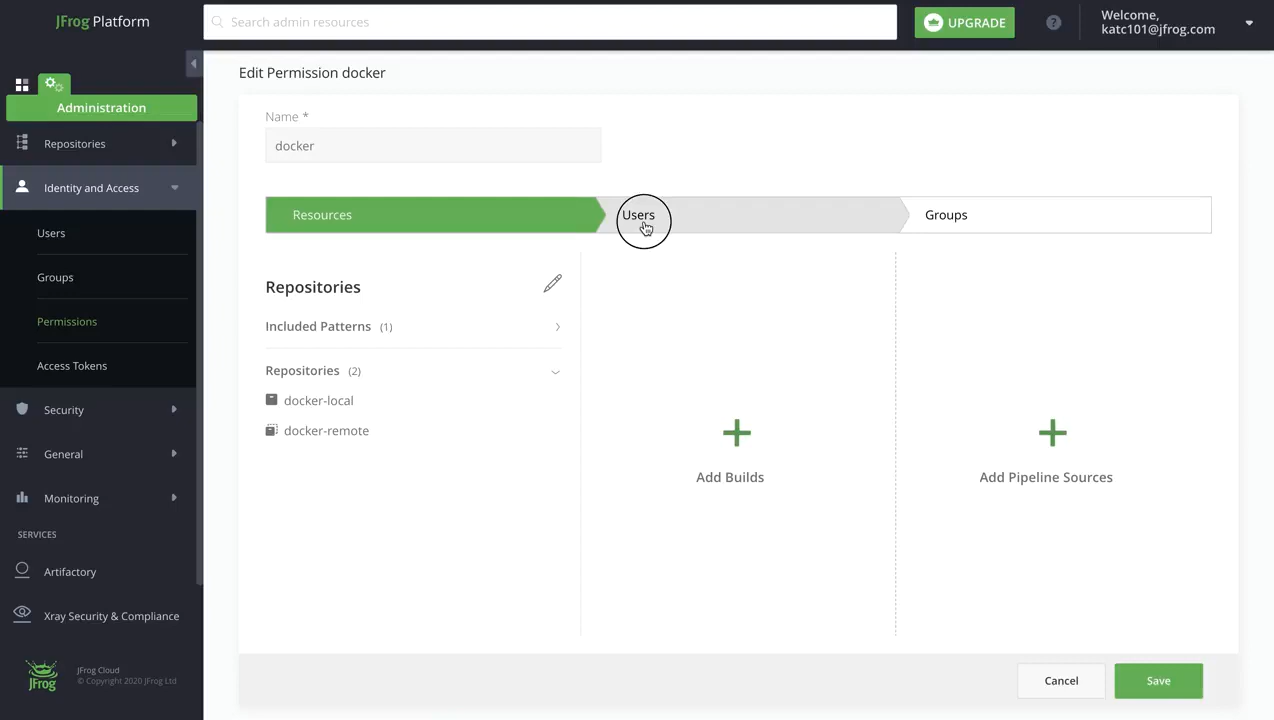 JFrog Platform
Search admin resources
UPGRADE
?
Welcome,
katc101@jfrog.com
Administration
Repositories
Identity and Access
Users
Groups
Permissions
Access Tokens
Security
General
Monitoring
SERVICES
Artifactory
Xray Security & Compliance
JFrog
JFrog Cloud
© Copyright 2020 JFrog Ltd
Edit Permission docker
Name *
docker
Resources
Users
Groups
Repositories
Included Patterns (1)
Repositories (2)
docker-local
docker-remote
Add Builds
Add Pipeline Sources
Cancel
Save